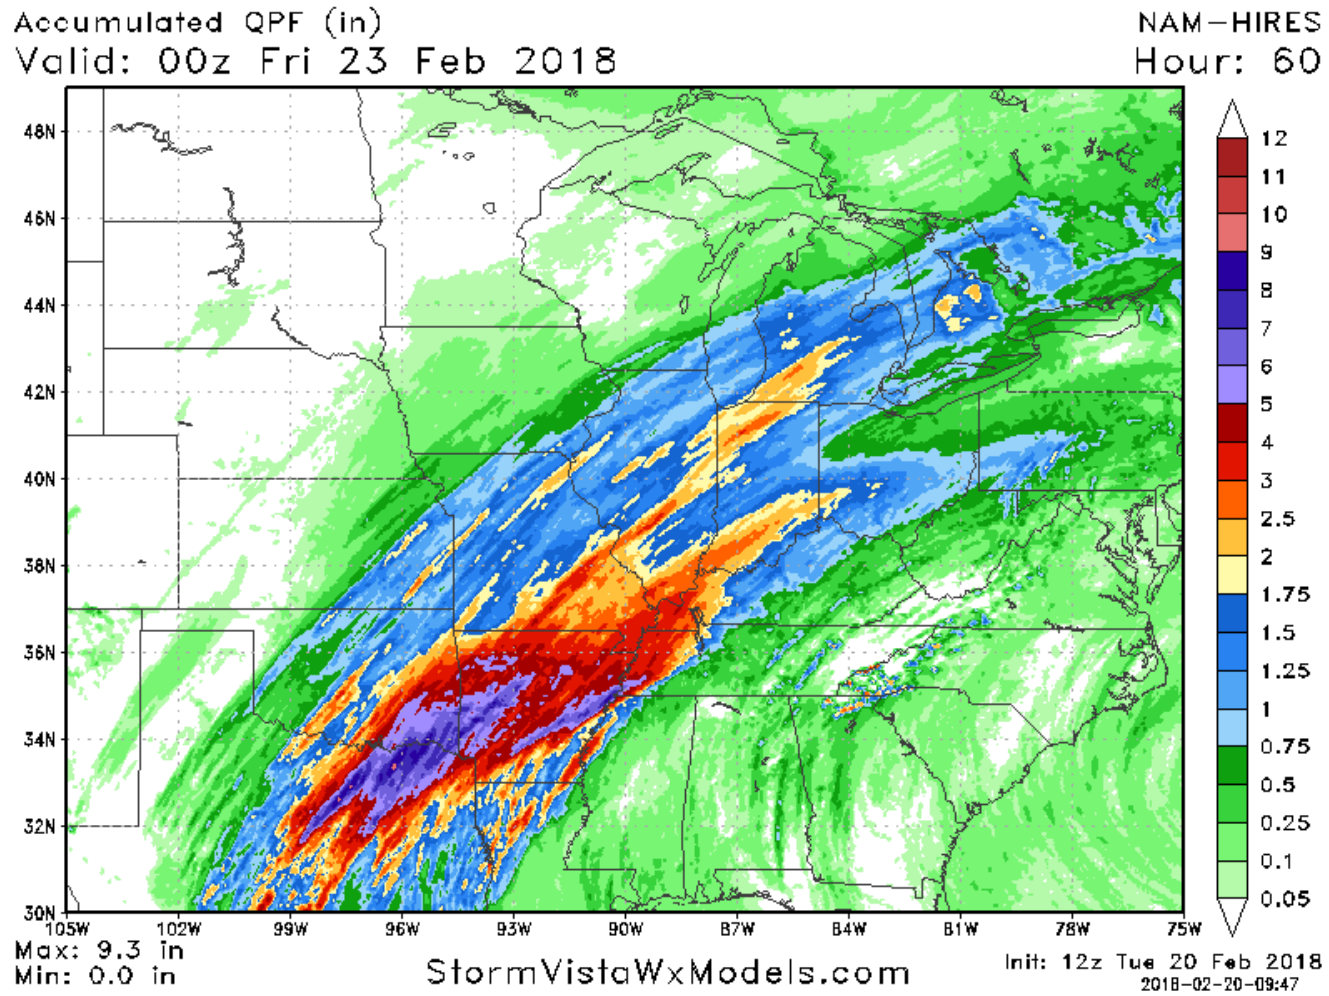 Accumulated QPF (in)
NAM-HIRES
Valid: 00z Fri 23 Feb 2018
Hour: 60
48N
46N
44N
42N
40N
38N
36N
34N
32N
30N
105W 102W 99W 96W 93W 90W 87W 84W 81W 78W 75W
12
11
10
9
8
7
6
5
4
3
2.5
2
1.75
1.5
1.25
1
0.75
0.5
0.25
0.1
0.05
Max: 9.3 in
Min: 0.0 in
StormVistaWxModels.com
Init: 12z Tue 20 Feb 2018
2018-02-20-09:47